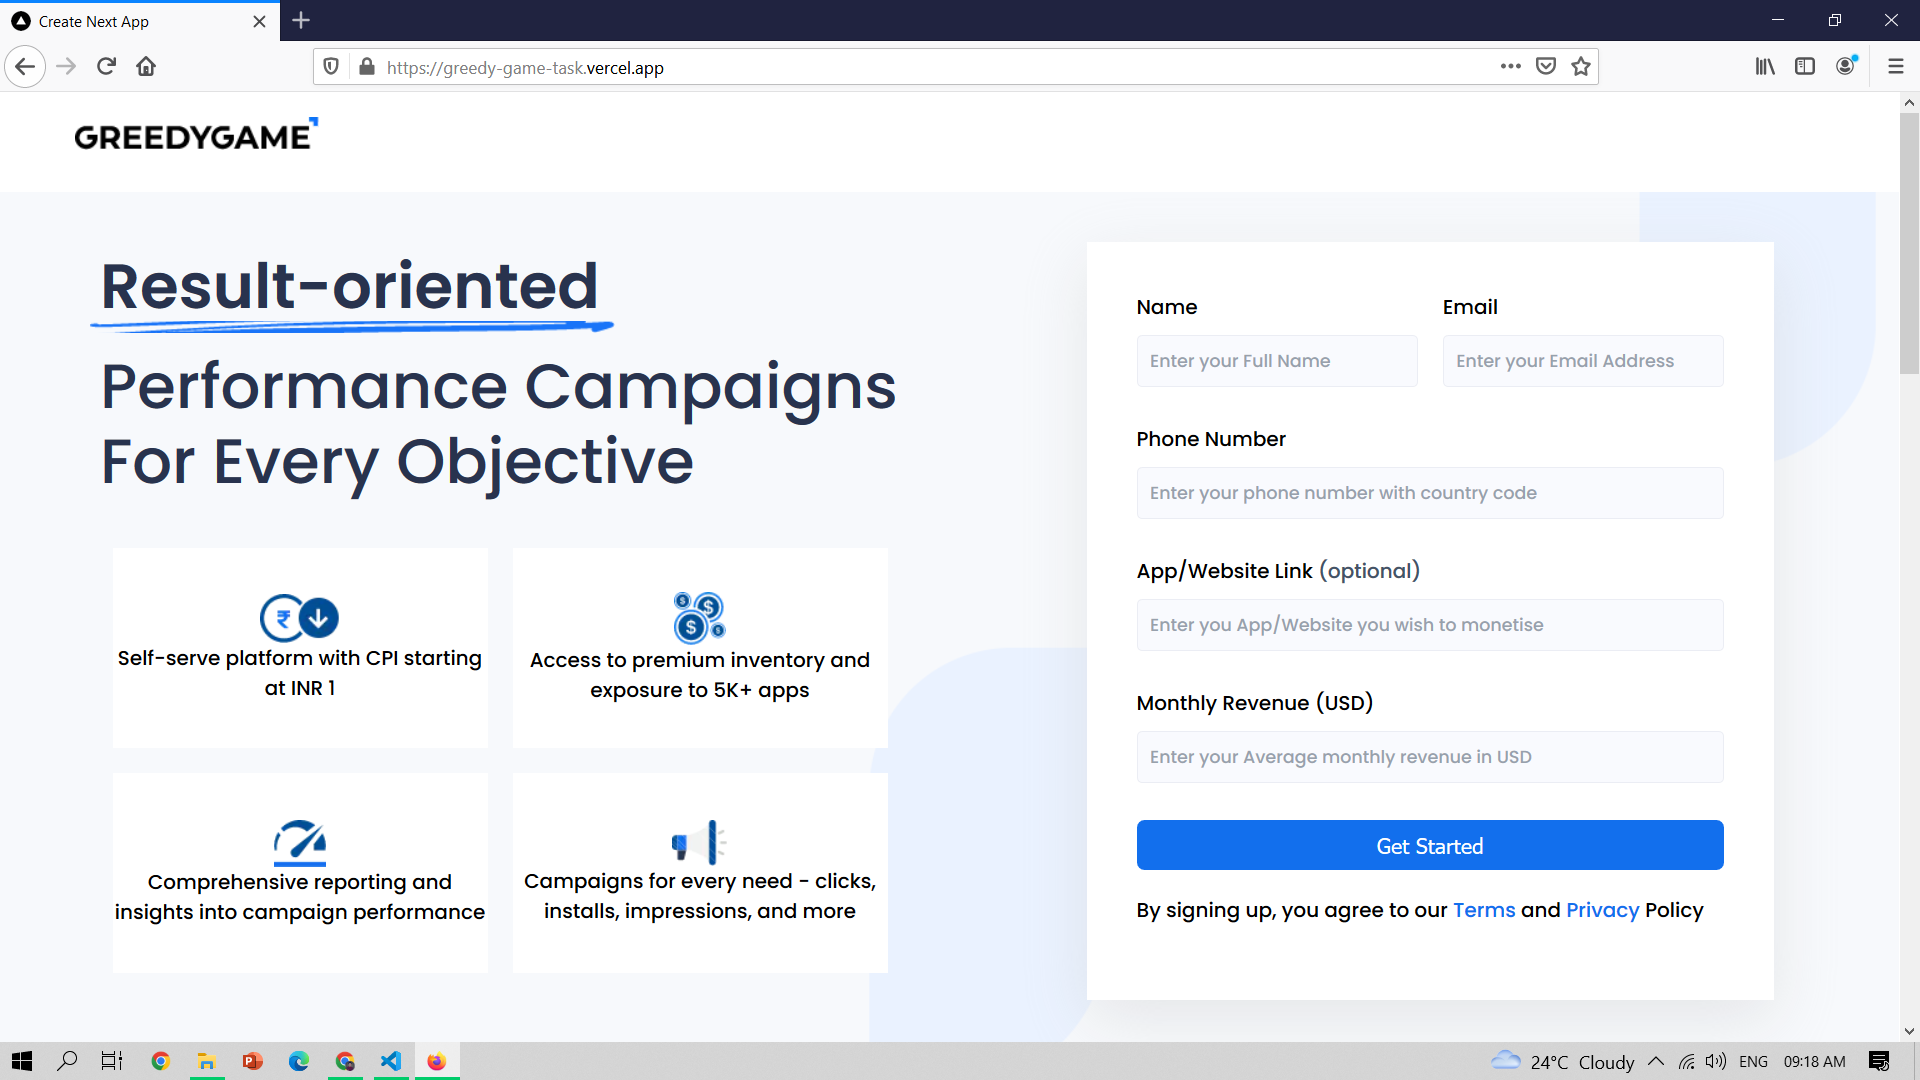 Create Next App
https://greedy-game-task.vercel.app
GREEDYGAME
Result-oriented
Performance Campaigns
For Every Objective
Self-serve platform with CPI starting
at INR 1
Access to premium inventory and
exposure to 5K+ apps
Comprehensive reporting and
insights into campaign performance
Campaigns for every need - clicks,
installs, impressions, and more
Name
Enter your Full Name
Email
Enter your Email Address
Phone Number
Enter your phone number with country code
App/Website Link (optional)
Enter you App/Website you wish to monetise
Monthly Revenue (USD)
Enter your Average monthly revenue in USD
Get Started
By signing up, you agree to our Terms and Privacy Policy
24°C Cloudy
ENG
09:18 AM